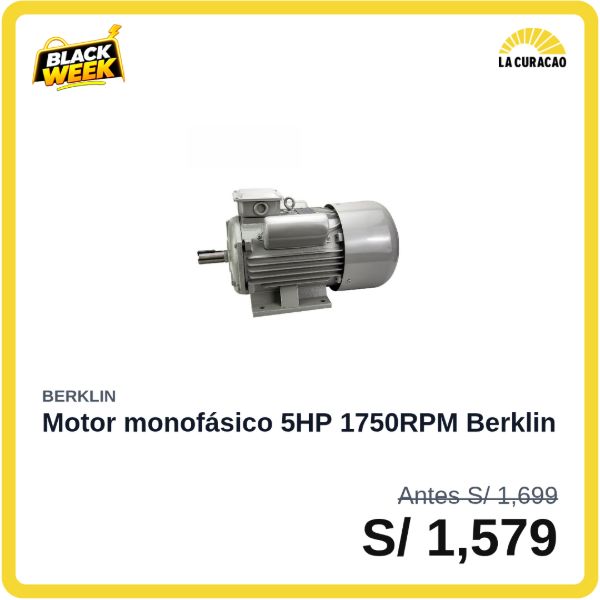 BLACK
WEEK
LA CURACAO
BERKLIN
Motor monofásico 5HP 1750RPM Berklin
Antes S/ 1,699
S/ 1,579